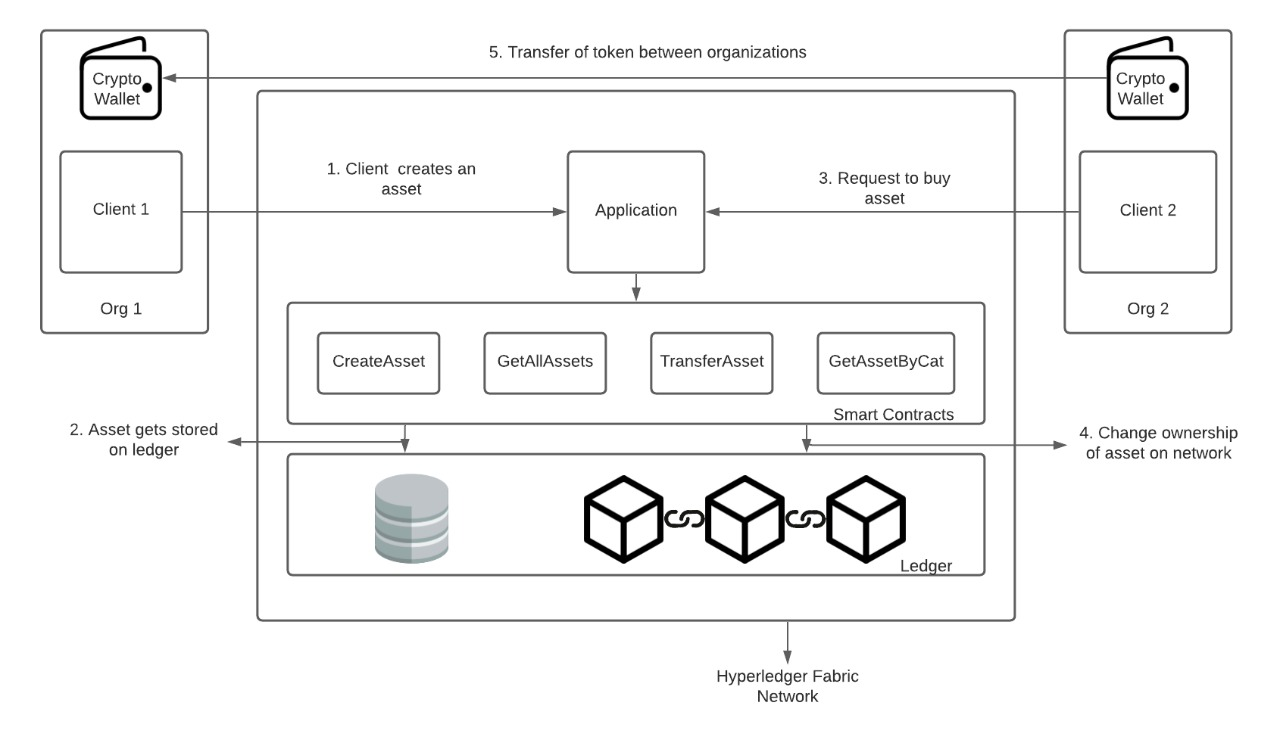 5. Transfer of token between organizations
Crypto
Wallet
Crypto
Wallet
1. Client creates an
asset
3. Request to buy
asset
Client 1
Application
Client 2
Org 1
Org 2
CreateAsset
GetAllAssets
TransferAsset
GetAssetByCat
Smart Contracts
2. Asset gets stored
on ledger
4. Change ownership
of asset on network
Ledger
Hyperledger Fabric
Network